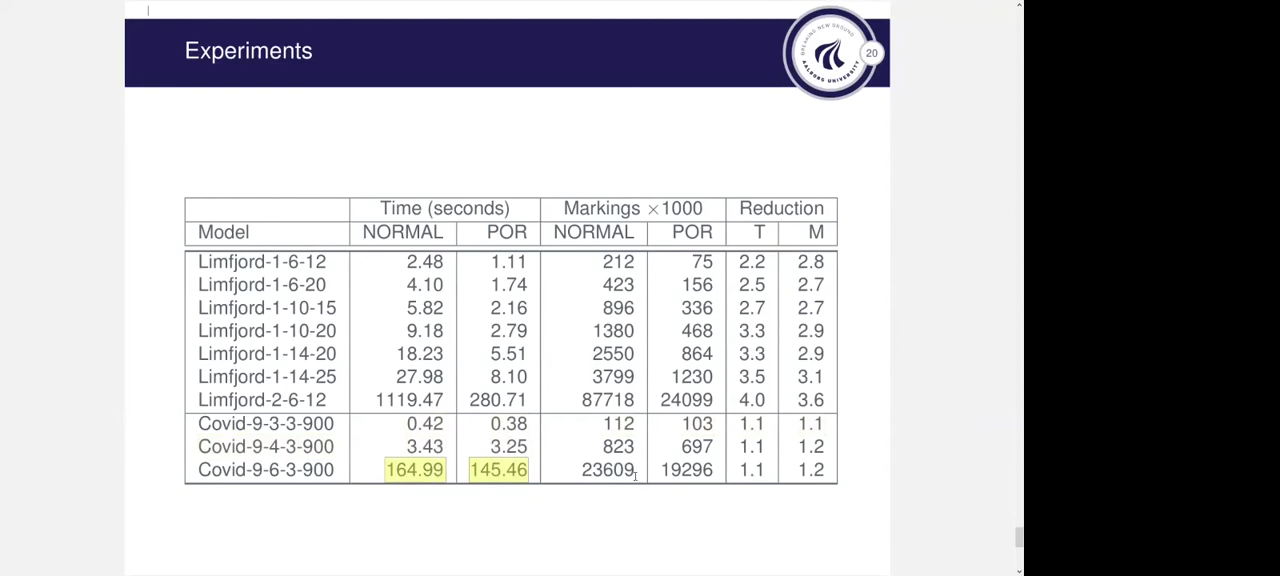 Experiments
BREAKING NEW GROUND
AALBORG UNIVERSITY
20
Time (seconds) Markings ×1000 Reduction
Model NORMAL POR NORMAL POR T M
Limfjord-1-6-12 2.48 1.11 212 75 2.2 2.8
Limfjord-1-6-20 4.10 1.74 423 156 2.5 2.7
Limfjord-1-10-15 5.82 2.16 896 336 2.7 2.7
Limfjord-1-10-20 9.18 2.79 1380 468 3.3 2.9
Limfjord-1-14-20 18.23 5.51 2550 864 3.3 2.9
Limfjord-1-14-25 27.98 8.10 3799 1230 3.5 3.1
Limfjord-2-6-12 1119.47 280.71 87718 24099 4.0 3.6
Covid-9-3-3-900 0.42 0.38 112 103 1.1 1.1
Covid-9-4-3-900 3.43 3.25 823 697 1.1 1.2
Covid-9-6-3-900 164.99 145.46 23609 19296 1.1 1.2